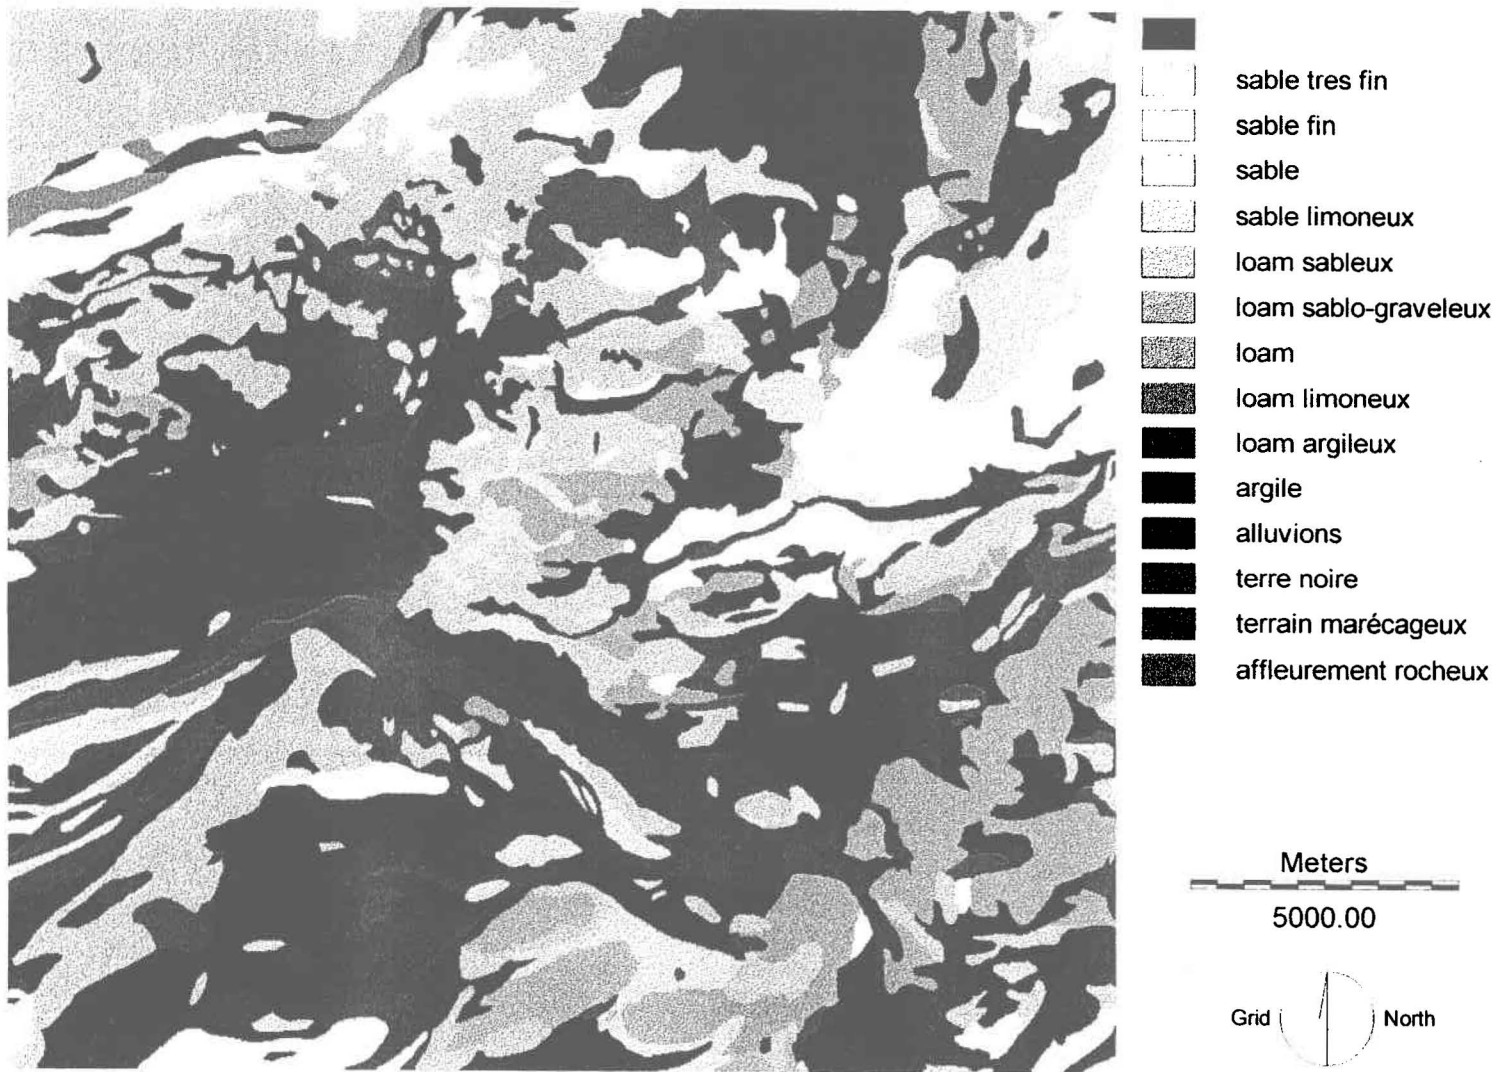 sable tres fin
sable fin
sable
sable limoneux
loam sableux
loam sablo-graveleux
loam
loam limoneux
loam argileux
argile
alluvions
terre noire
terrain marécageux
affleurement rocheux
Meters
5000.00
Grid North